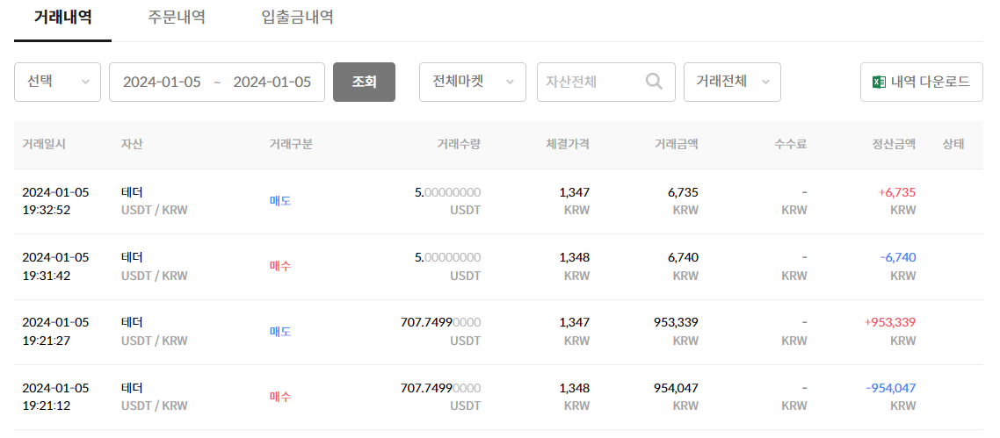 거래내역 주문내역 입출금내역
선택 2024-01-05 ~ 2024-01-05 조회 전체마켓 자산전체 거래전체 내역 다운로드
거래일시 자산 거래구분 거래수량 체결가격 거래금액 수수료 정산금액 상태
2024-01-05 테더 매도 5.00000000 1,347 6,735 - +6,735
19:32:52 USDT / KRW USDT KRW KRW KRW KRW
2024-01-05 테더 매수 5.00000000 1,348 6,740 - -6,740
19:31:42 USDT / KRW USDT KRW KRW KRW KRW
2024-01-05 테더 매도 707.74990000 1,347 953,339 - +953,339
19:21:27 USDT / KRW USDT KRW KRW KRW KRW
2024-01-05 테더 매수 707.74990000 1,348 954,047 - -954,047
19:21:12 USDT / KRW USDT KRW KRW KRW KRW